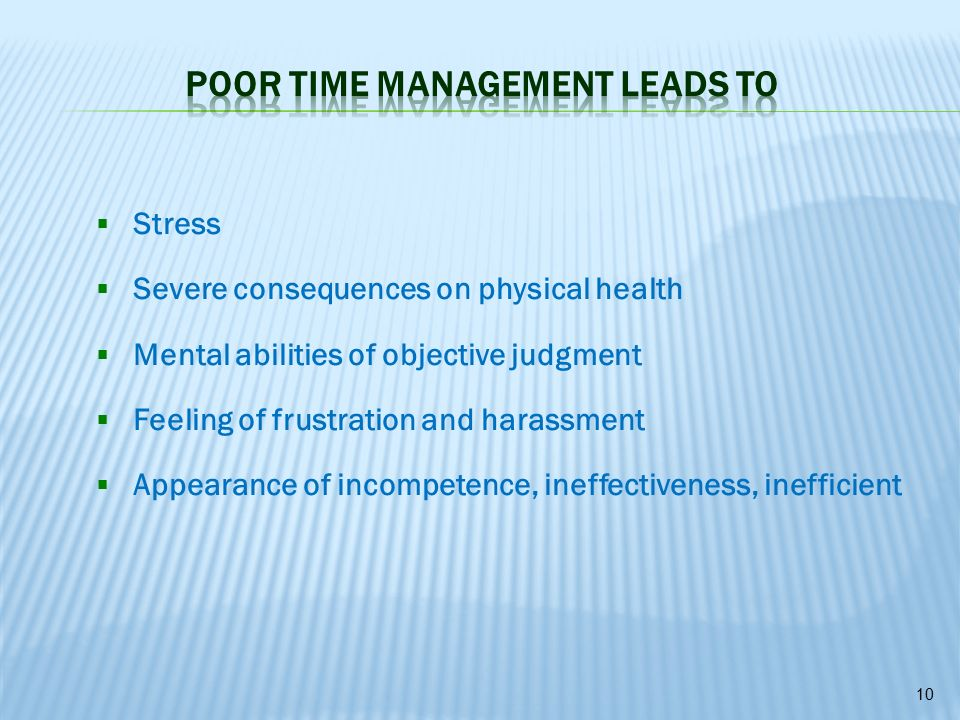 POOR TIME MANAGEMENT LEADS TO
▪ Stress
▪ Severe consequences on physical health
▪ Mental abilities of objective judgment
▪ Feeling of frustration and harassment
▪ Appearance of incompetence, ineffectiveness, inefficient
10